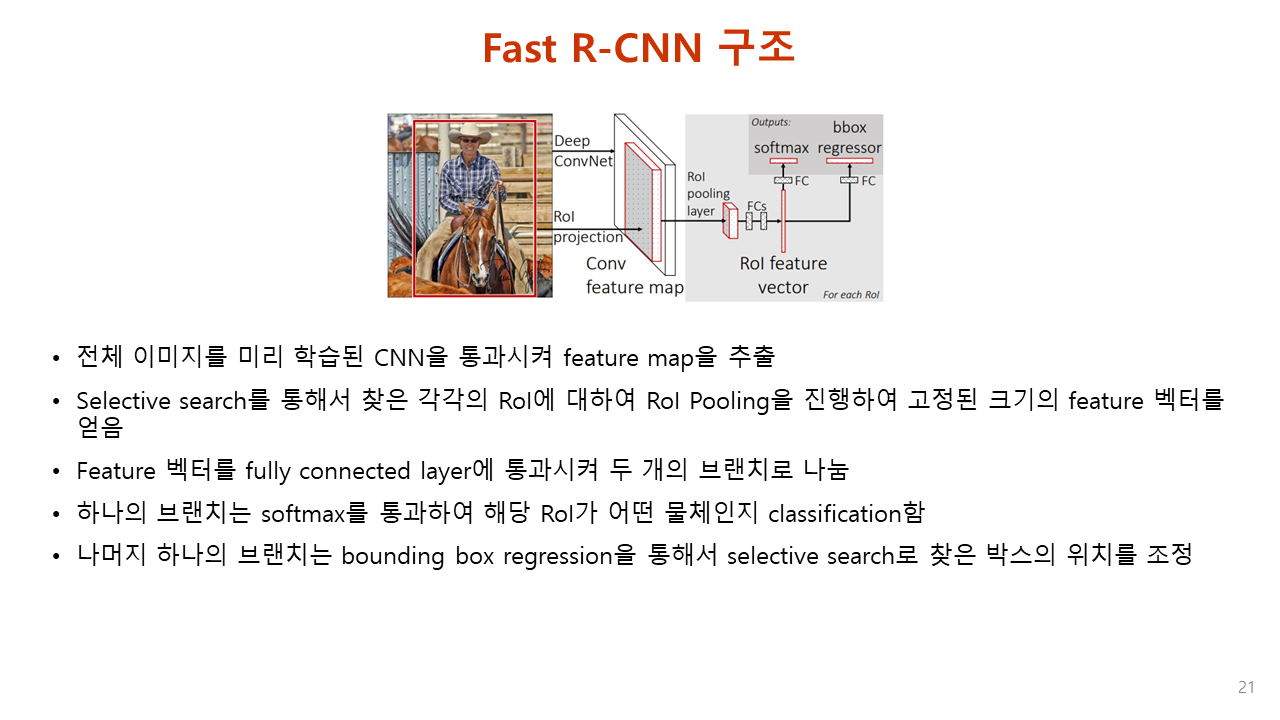 Fast R-CNN 구조
Deep
ConvNet
RoI
projection
Conv
feature map
RoI
pooling
layer
FCs
Outputs:
softmax
bbox
regressor
FC
FC
RoI feature
vector
For each RoI
• 전체 이미지를 미리 학습된 CNN을 통과시켜 feature map을 추출
• Selective search를 통해서 찾은 각각의 RoI에 대하여 RoI Pooling을 진행하여 고정된 크기의 feature 벡터를
얻음
• Feature 벡터를 fully connected layer에 통과시켜 두 개의 브랜치로 나눔
• 하나의 브랜치는 softmax를 통과하여 해당 RoI가 어떤 물체인지 classification함
• 나머지 하나의 브랜치는 bounding box regression을 통해서 selective search로 찾은 박스의 위치를 조정
21